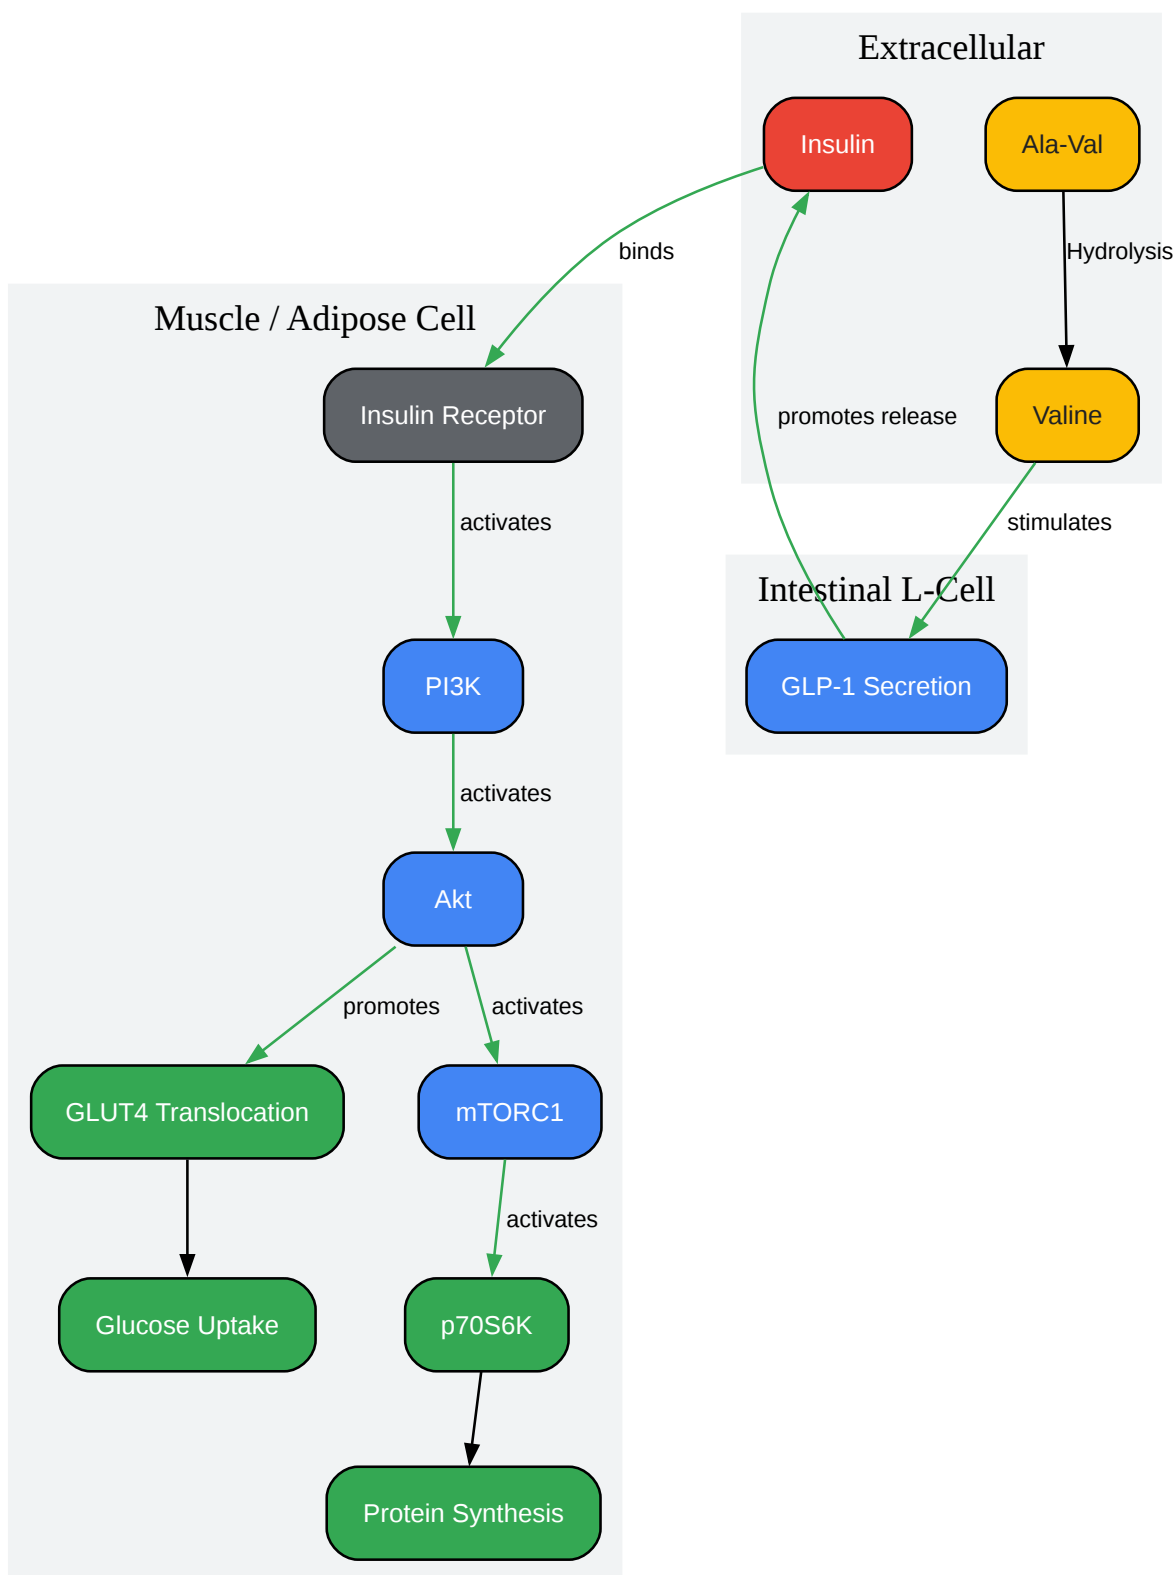 Extracellular
Insulin
Ala-Val
binds
Hydrolysis
Muscle / Adipose Cell
Insulin Receptor
promotes release
Valine
activates
stimulates
Intestinal L-Cell
PI3K
GLP-1 Secretion
activates
Akt
promotes
activates
GLUT4 Translocation
mTORC1
activates
Glucose Uptake
p70S6K
Protein Synthesis